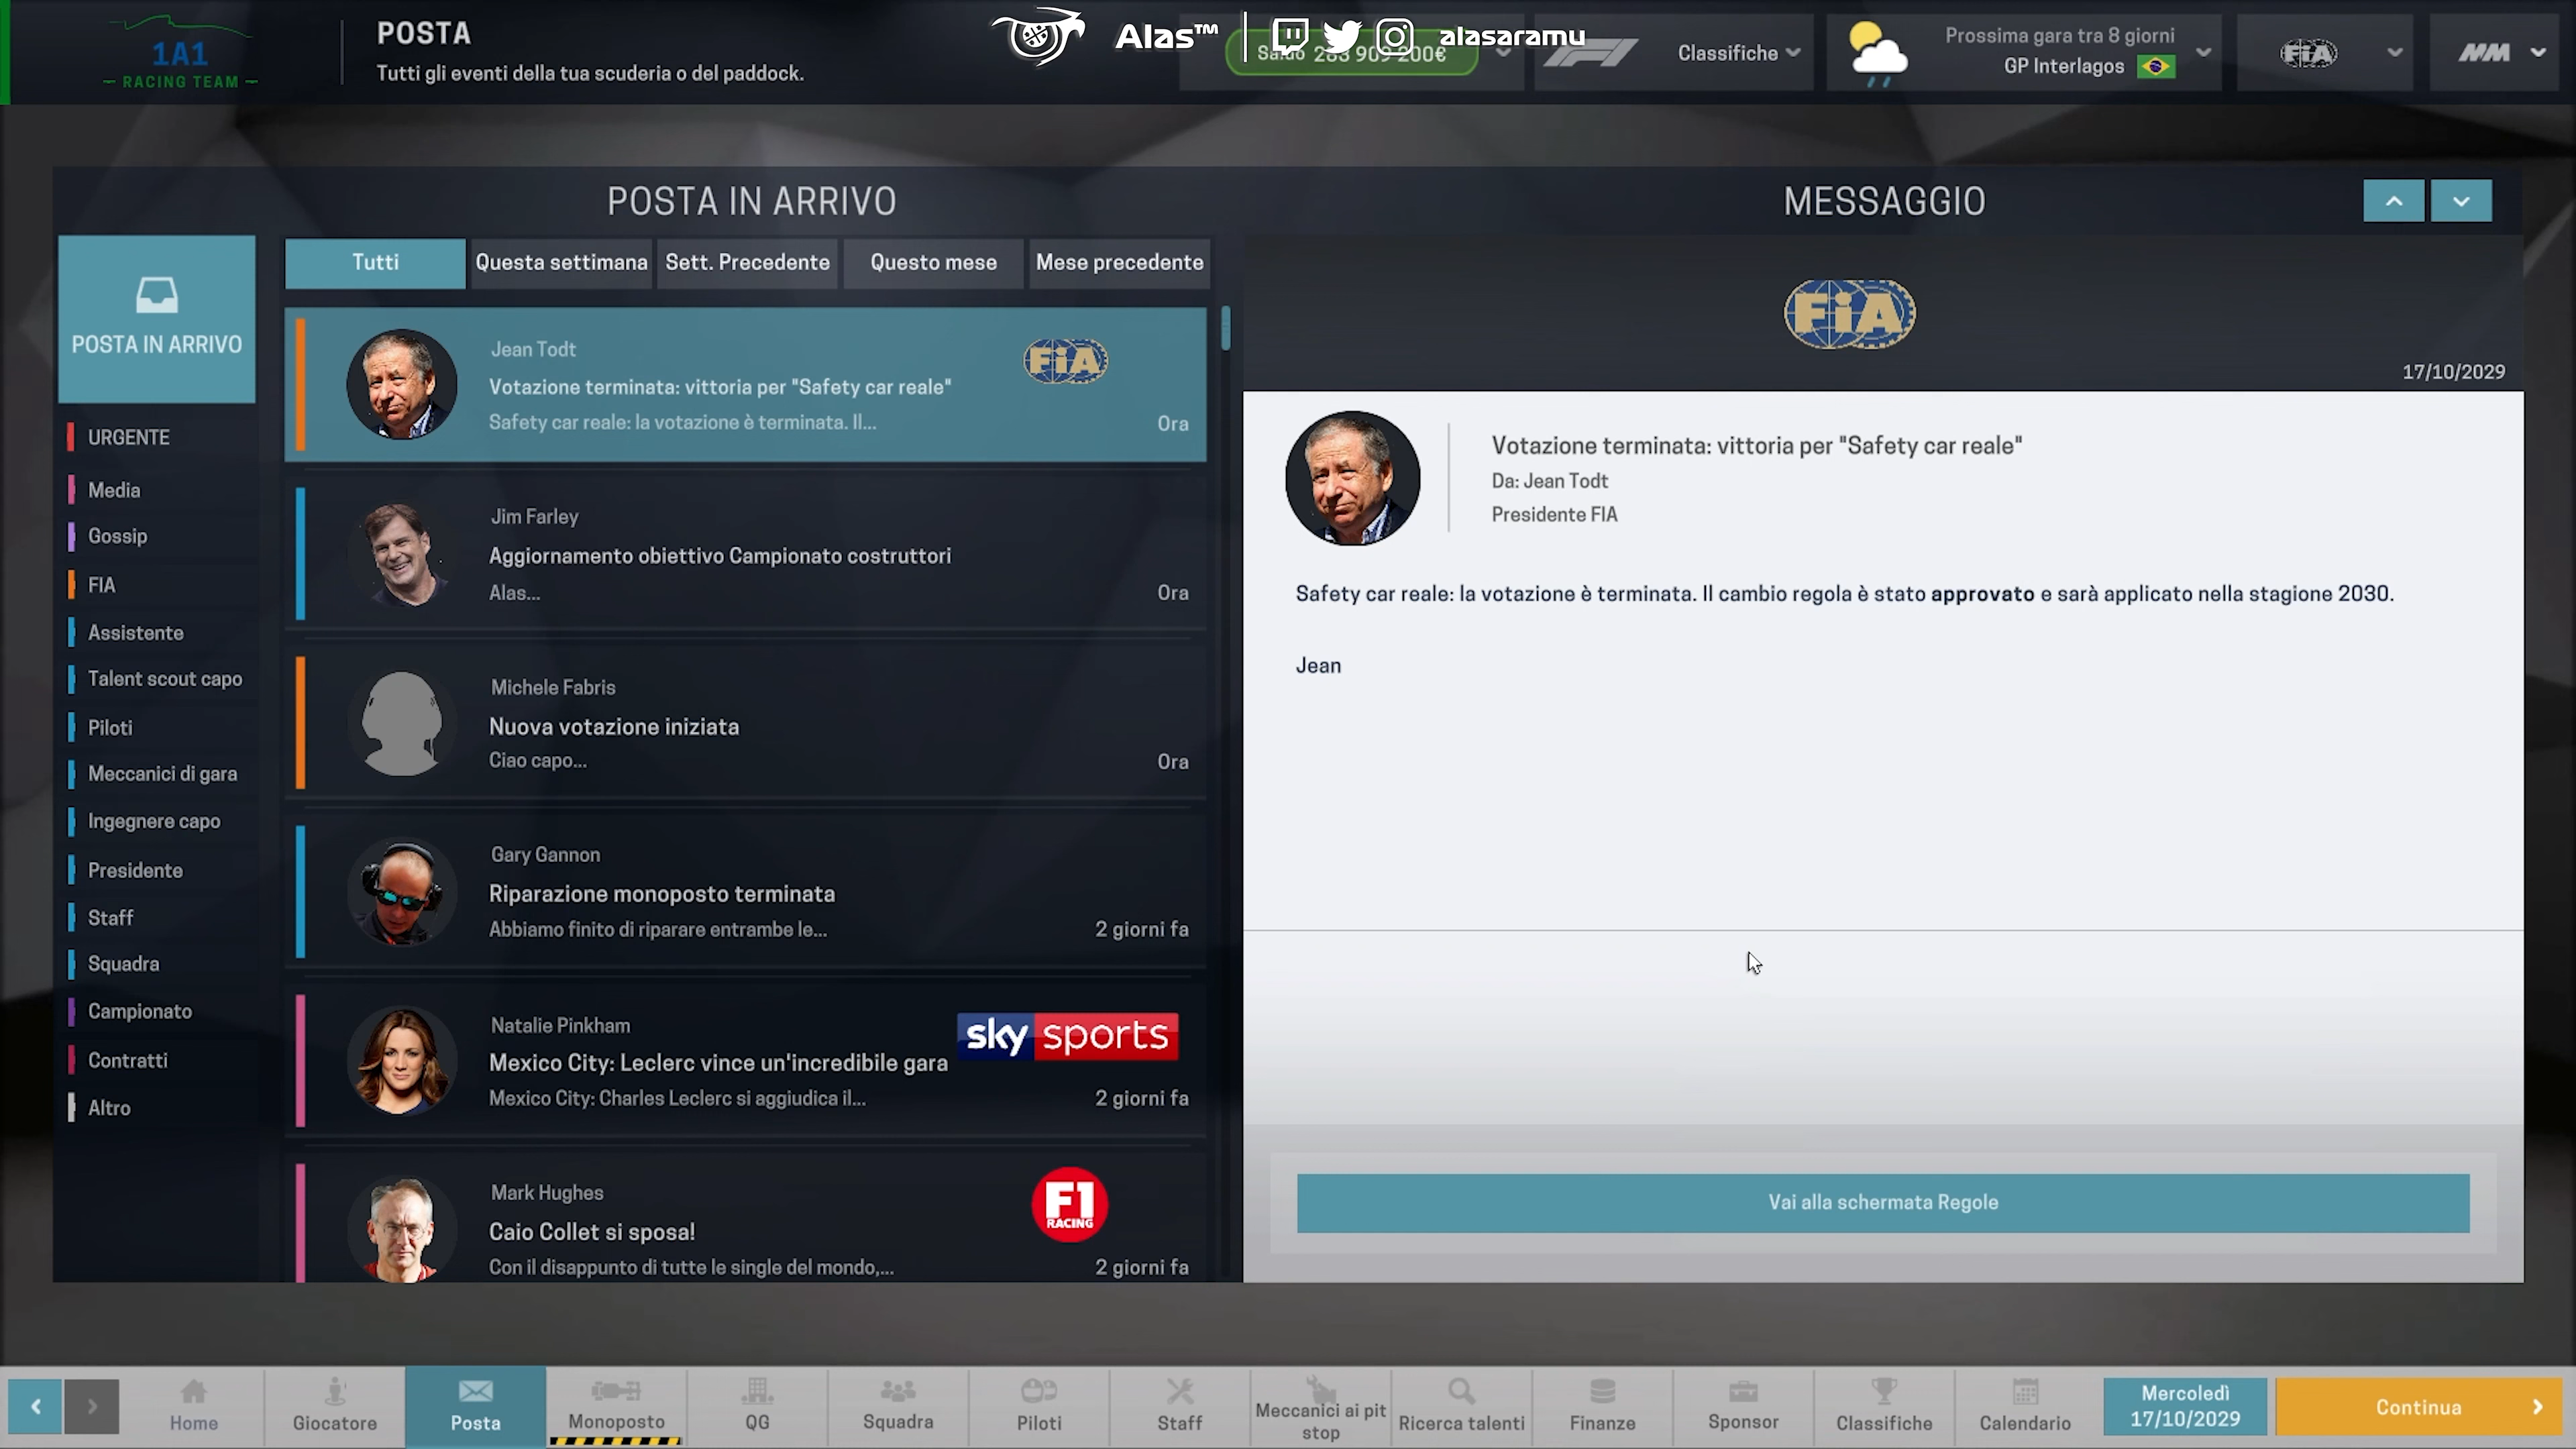 1A1
RACING TEAM
POSTA
Tutti gli eventi della tua scuderia o del paddock.
Alas™
alasaramu
Saldo 283 909 200€
Classifiche
Prossima gara tra 8 giorni
GP Interlagos
FIA
POSTA IN ARRIVO
MESSAGGIO
POSTA IN ARRIVO
URGENTE
Media
Gossip
FIA
Assistente
Talent scout capo
Piloti
Meccanici di gara
Ingegnere capo
Presidente
Staff
Squadra
Campionato
Contratti
Altro
Tutti
Questa settimana
Sett. Precedente
Questo mese
Mese precedente
Jean Todt
FIA
Votazione terminata: vittoria per "Safety car reale"
Safety car reale: la votazione è terminata. Il...
Ora
Jim Farley
Aggiornamento obiettivo Campionato costruttori
Alas...
Ora
Michele Fabris
Nuova votazione iniziata
Ciao capo...
Ora
Gary Gannon
Riparazione monoposto terminata
Abbiamo finito di riparare entrambe le...
2 giorni fa
Natalie Pinkham
sky sports
Mexico City: Leclerc vince un'incredibile gara
Mexico City: Charles Leclerc si aggiudica il...
2 giorni fa
Mark Hughes
F1
RACING
Caio Collet si sposa!
Con il disappunto di tutte le single del mondo,...
2 giorni fa
FIA
17/10/2029
Votazione terminata: vittoria per "Safety car reale"
Da: Jean Todt
Presidente FIA
Safety car reale: la votazione è terminata. Il cambio regola è stato approvato e sarà applicato nella stagione 2030.
Jean
Vai alla schermata Regole
Home
Giocatore
Posta
Monoposto
QG
Squadra
Piloti
Staff
Meccanici ai pit
stop
Ricerca talenti
Finanze
Sponsor
Classifiche
Calendario
Mercoledì
17/10/2029
Continua